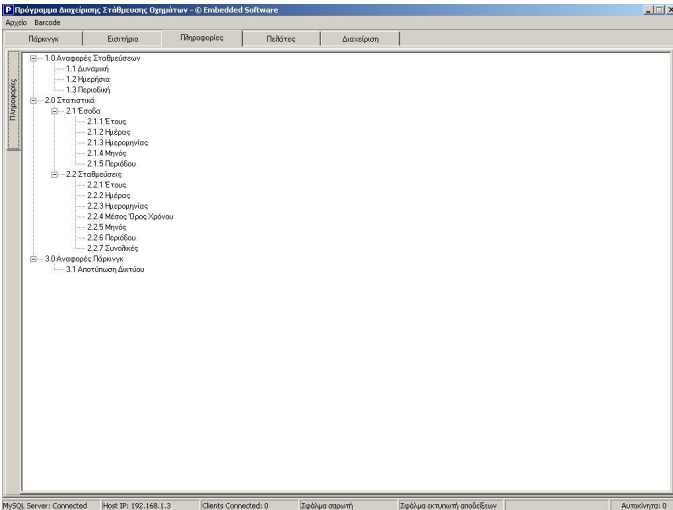 Πρόγραμμα Διαχείρισης Στάθμευσης Οχημάτων - © Embedded Software
Αρχείο Barcode
Πάρκινγκ Εισιτήριο Πληροφορίες Πελάτες Διαχείριση
Πληροφορίες
1.0 Αναφορές Σταθμεύσεων
1.1 Δυναμική
1.2 Ημερήσια
1.3 Περιοδική
2.0 Στατιστικά
2.1 Έσοδα
2.1.1 Έτους
2.1.2 Ημέρας
2.1.3 Ημερομηνίας
2.1.4 Μηνός
2.1.5 Περιόδου
2.2 Σταθμεύσεις
2.2.1 Έτους
2.2.2 Ημέρας
2.2.3 Ημερομηνίας
2.2.4 Μέσος Όρος Χρόνου
2.2.5 Μηνός
2.2.6 Περιόδου
2.2.7 Συνολικές
3.0 Αναφορές Πάρκινγκ
3.1 Αποτύπωση Δικτύου
MySQL Server: Connected Host IP: 192.168.1.3 Clients Connected: 0 Σφάλμα σαρωτή Σφάλμα εκτυπωτή αποδείξεων Αυτοκίνητα: 0